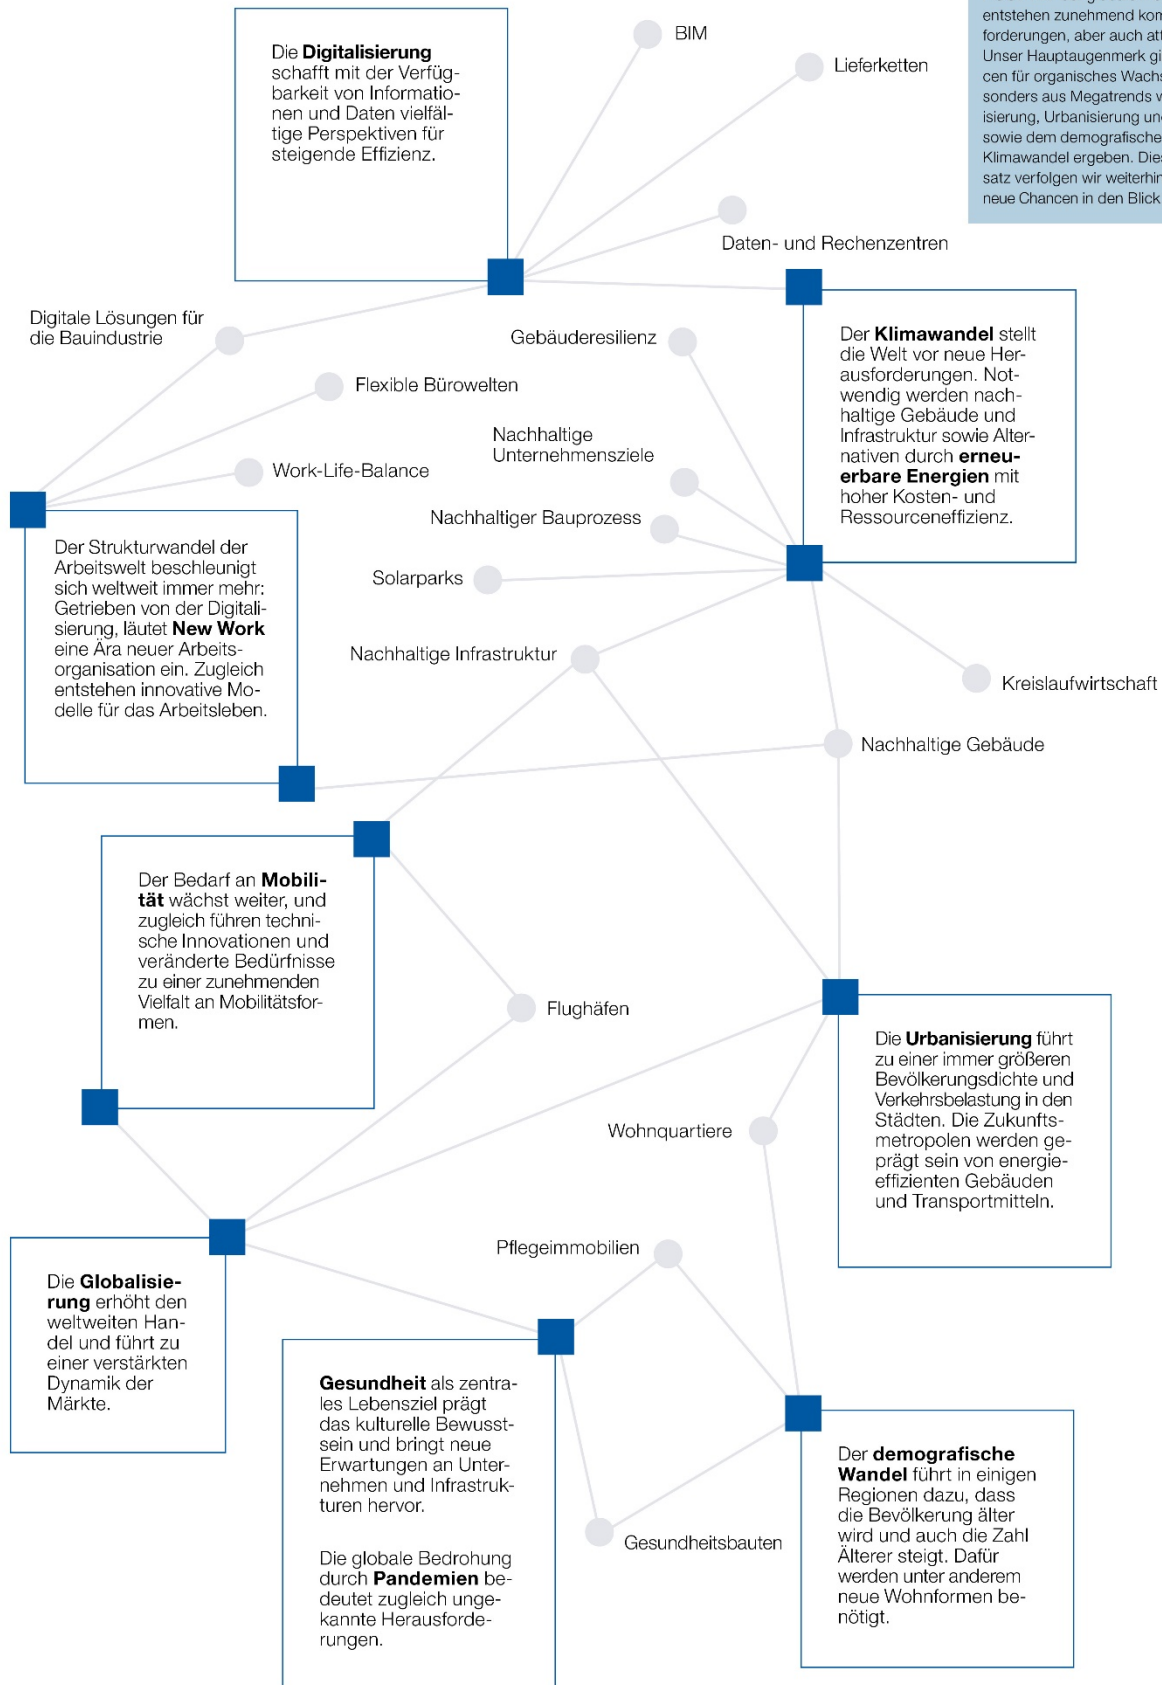 entstehen zunehmend
forderungen, aber auch
Unser Hauptaugenmerk
cen für organisches
sonders aus Megatrends
isierung, Urbanisierung
sowie dem
Klimawandel ergeben.
satz verfolgen wir
neue Chancen in den Blick
BIM
Lieferketten
Die Digitalisierung
schafft mit der Verfüg-
barkeit von Informatio-
nen und Daten vielfäl-
tige Perspektiven für
steigende Effizienz.
Daten- und Rechenzentren
Digitale Lösungen für
die Bauindustrie
Gebäuderesilienz
Flexible Bürowelten
Der Klimawandel stellt
die Welt vor neue Her-
ausforderungen. Not-
wendig werden nach-
haltige Gebäude und
Infrastruktur sowie Alter-
nativen durch erneu-
erbare Energien mit
hoher Kosten- und
Ressourceneffizienz.
Nachhaltige
Unternehmensziele
Work-Life-Balance
Nachhaltiger Bauprozess
Der Strukturwandel der
Arbeitswelt beschleunigt
sich weltweit immer mehr:
Getrieben von der Digitali-
sierung, läutet New Work
eine Ära neuer Arbeits-
organisation ein. Zugleich
entstehen innovative Mo-
delle für das Arbeitsleben.
Solarparks
Nachhaltige Infrastruktur
Kreislaufwirtschaft
Nachhaltige Gebäude
Der Bedarf an Mobili-
tät wächst weiter, und
zugleich führen techni-
sche Innovationen und
veränderte Bedürfnisse
zu einer zunehmenden
Vielfalt an Mobilitätsfor-
men.
Flughäfen
Die Urbanisierung führt
zu einer immer größeren
Bevölkerungsdichte und
Verkehrsbelastung in den
Städten. Die Zukunfts-
metropolen werden ge-
prägt sein von energie-
effizienten Gebäuden
und Transportmitteln.
Wohnquartiere
Pflegeimmobilien
Die Globalisie-
rung erhöht den
weltweiten Han-
del und führt zu
einer verstärkten
Dynamik der
Märkte.
Gesundheit als zentra-
les Lebensziel prägt
das kulturelle Bewusst-
sein und bringt neue
Erwartungen an Unter-
nehmen und Infrastruk-
turen hervor.
Die globale Bedrohung
durch Pandemien be-
deutet zugleich unge-
kannte Herausforde-
rungen.
Gesundheitsbauten
Der demografische
Wandel führt in einigen
Regionen dazu, dass
die Bevölkerung älter
wird und auch die Zahl
Älterer steigt. Dafür
werden unter anderem
neue Wohnformen be-
nötigt.